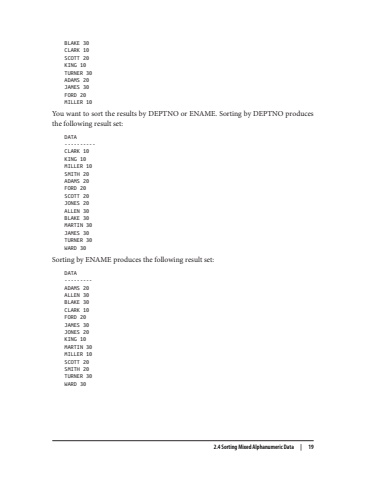 BLAKE 30
CLARK 10
SCOTT 20
KING 10
TURNER 30
ADAMS 20
JAMES 30
FORD 20
MILLER 10
You want to sort the results by DEPTNO or ENAME. Sorting by DEPTNO produces
the following result set:
DATA
----------
CLARK 10
KING 10
MILLER 10
SMITH 20
ADAMS 20
FORD 20
SCOTT 20
JONES 20
ALLEN 30
BLAKE 30
MARTIN 30
JAMES 30
TURNER 30
WARD 30
Sorting by ENAME produces the following result set:
DATA
---------
ADAMS 20
ALLEN 30
BLAKE 30
CLARK 10
FORD 20
JAMES 30
JONES 20
KING 10
MARTIN 30
MILLER 10
SCOTT 20
SMITH 20
TURNER 30
WARD 30
2.4 Sorting Mixed Alphanumeric Data | 19